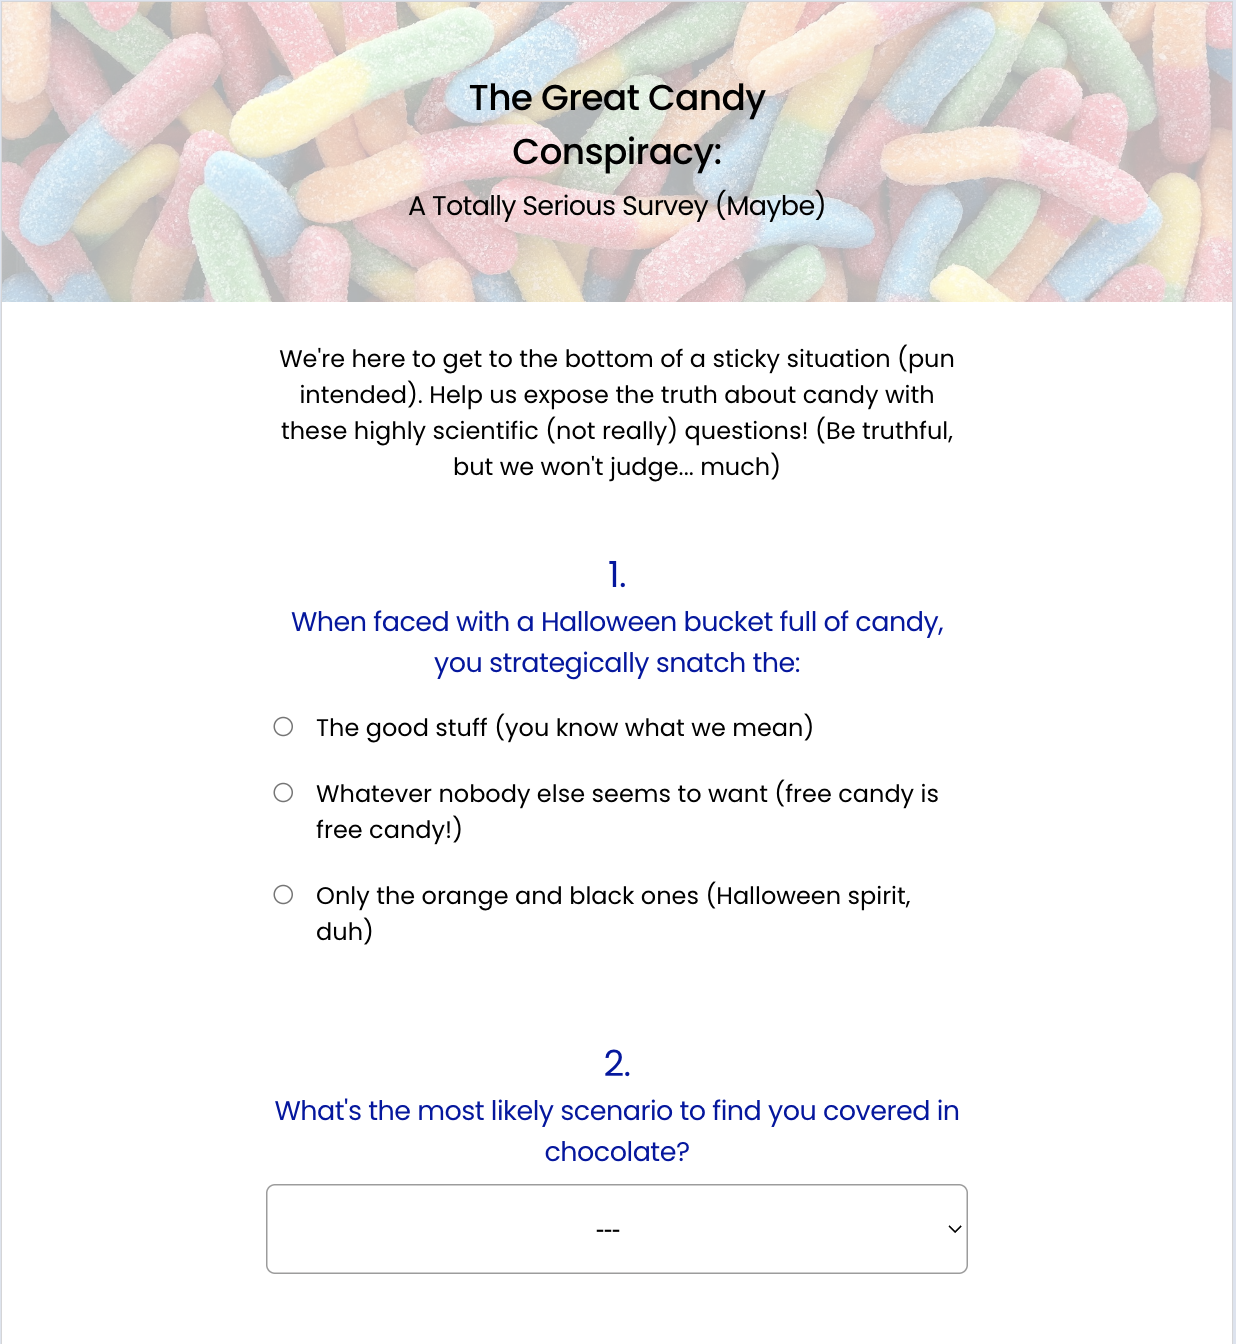 The Great Candy
Conspiracy:
A Totally Serious Survey (Maybe)
We're here to get to the bottom of a sticky situation (pun
intended). Help us expose the truth about candy with
these highly scientific (not really) questions! (Be truthful,
but we won't judge... much)
1.
When faced with a Halloween bucket full of candy,
you strategically snatch the:
The good stuff (you know what we mean)
Whatever nobody else seems to want (free candy is
free candy!)
Only the orange and black ones (Halloween spirit,
duh)
2.
What's the most likely scenario to find you covered in
chocolate?
---